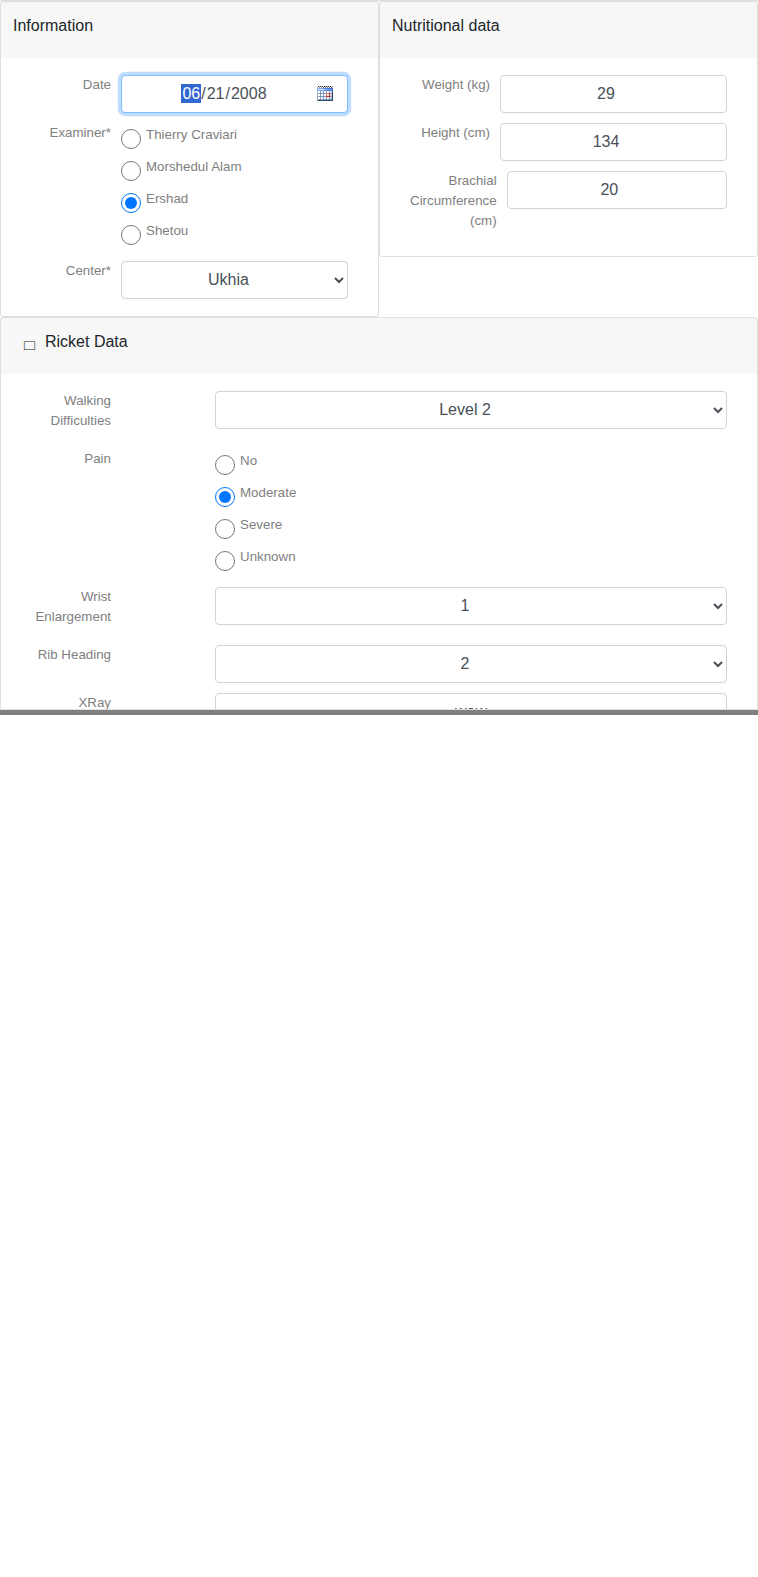 Information
Date 06/21/2008
Examiner* Thierry Craviari
Morshedul Alam
Ershad
Shetou
Center* Ukhia
Nutritional data
Weight (kg) 29
Height (cm) 134
Brachial 20
Circumference
(cm)
Ricket Data
Walking Level 2
Difficulties
Pain No
Moderate
Severe
Unknown
Wrist 1
Enlargement
Rib Heading 2
XRay